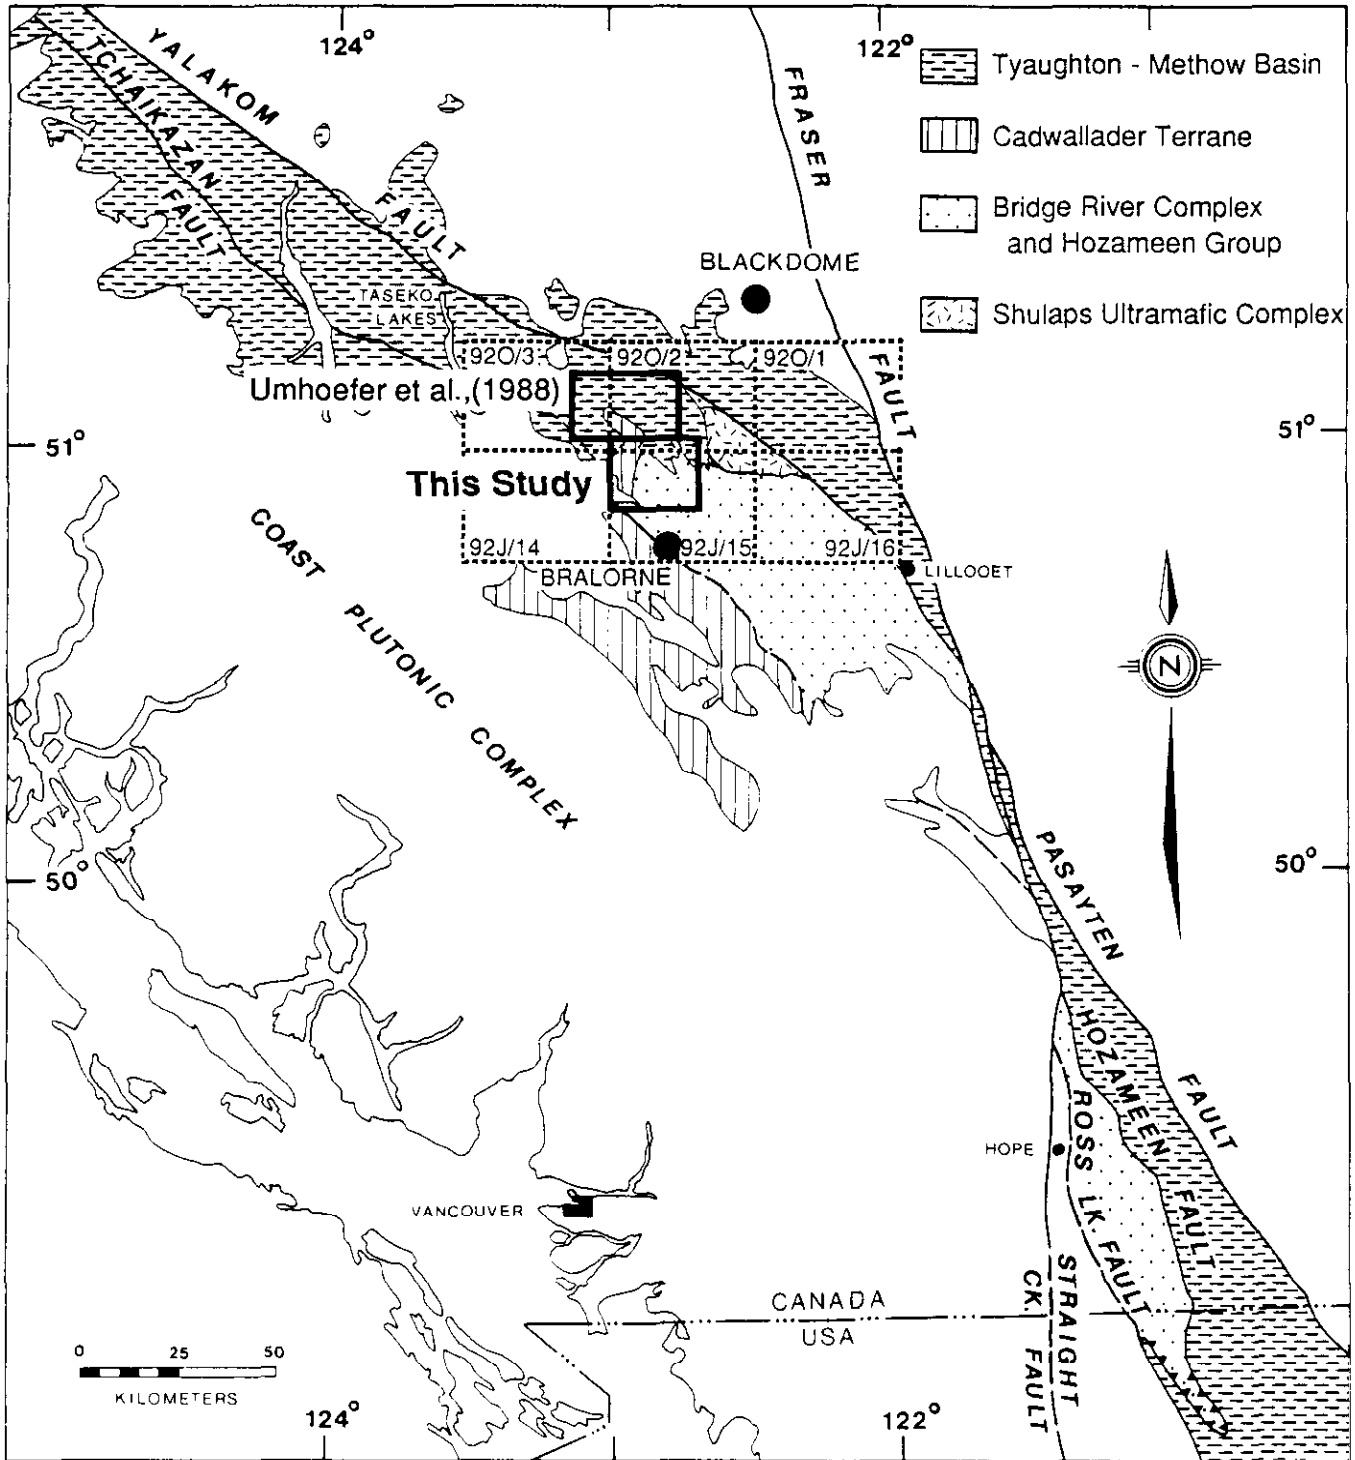 124°
122°
YALAKOM
FAULT
TCHAIKAZAN
FAULT
FRASER
FAULT
Tyaughton - Methow Basin
Cadwallader Terrane
Bridge River Complex
and Hozameen Group
Shulaps Ultramafic Complex
BLACKDOME
TASEKO
LAKES
92O/3
92O/2
92O/1
Umhoefer et al.,(1988)
51°
51°
This Study
92J/14
92J/15
92J/16
BRALORNE
LILLOOET
COAST PLUTONIC COMPLEX
N
50°
50°
PASAYTEN
FAULT
HOZAMEEN
FAULT
ROSS LK. FAULT
HOPE
VANCOUVER
STRAIGHT
CK. FAULT
CANADA
USA
0 25 50
KILOMETERS
124°
122°